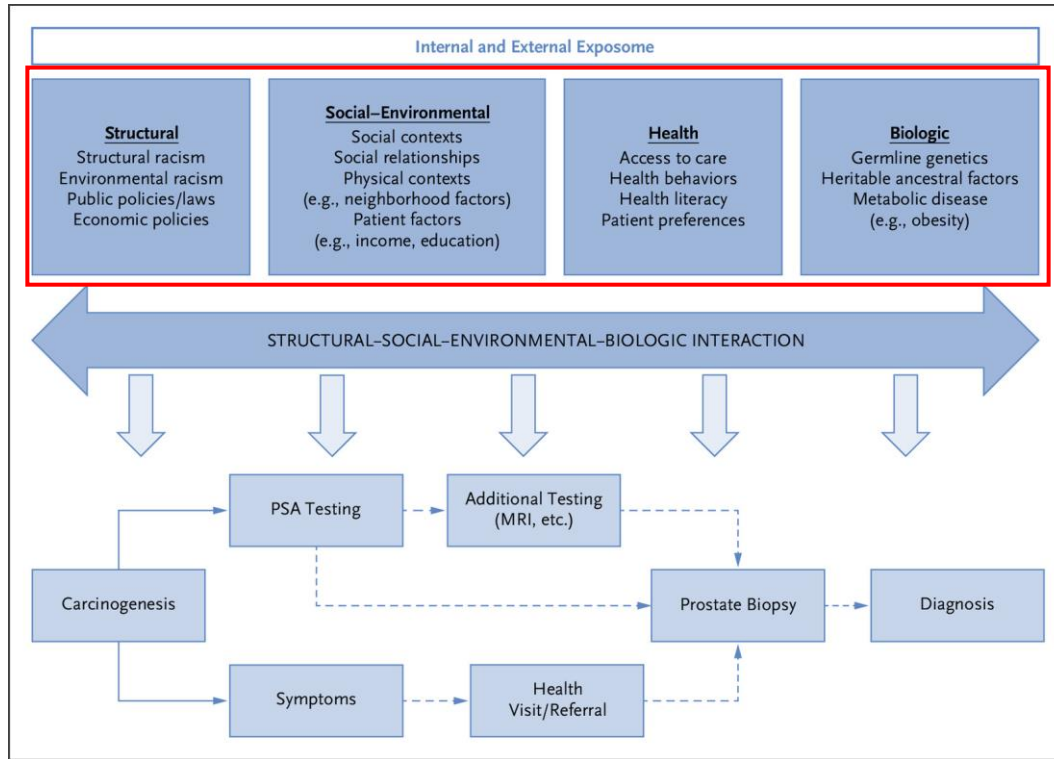 Internal and External Exposome
Structural
Structural racism
Environmental racism
Public policies/laws
Economic policies
Social–Environmental
Social contexts
Social relationships
Physical contexts
(e.g., neighborhood factors)
Patient factors
(e.g., income, education)
Health
Access to care
Health behaviors
Health literacy
Patient preferences
Biologic
Germline genetics
Heritable ancestral factors
Metabolic disease
(e.g., obesity)
STRUCTURAL–SOCIAL–ENVIRONMENTAL–BIOLOGIC INTERACTION
PSA Testing
Additional Testing
(MRI, etc.)
Carcinogenesis
Prostate Biopsy
Diagnosis
Symptoms
Health
Visit/Referral